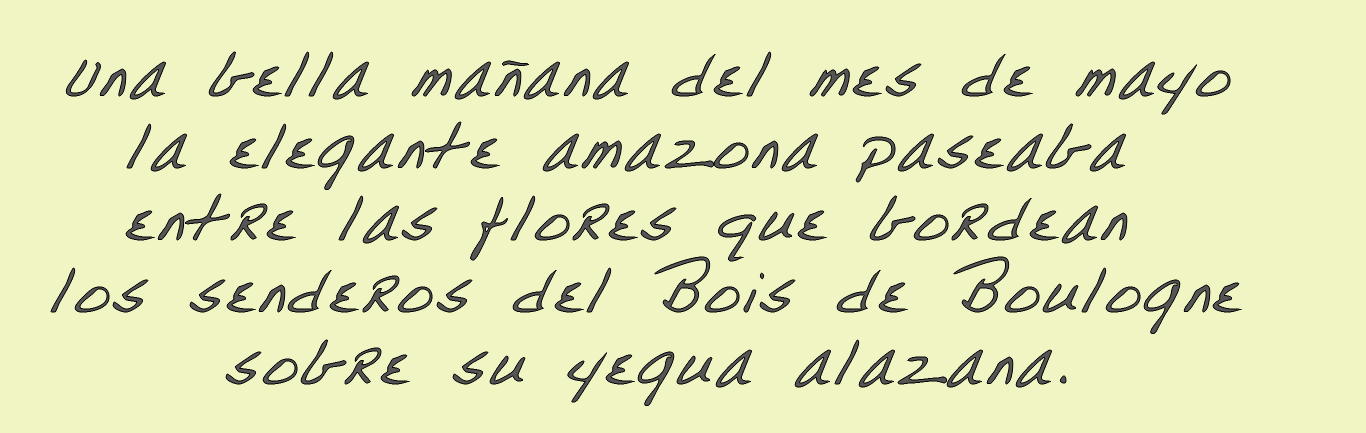 una bella mañana del mes de mayo
la elegante amazona paseaba
entre las flores que bordean
los senderos del Bois de Boulogne
sobre su yegua alazana.